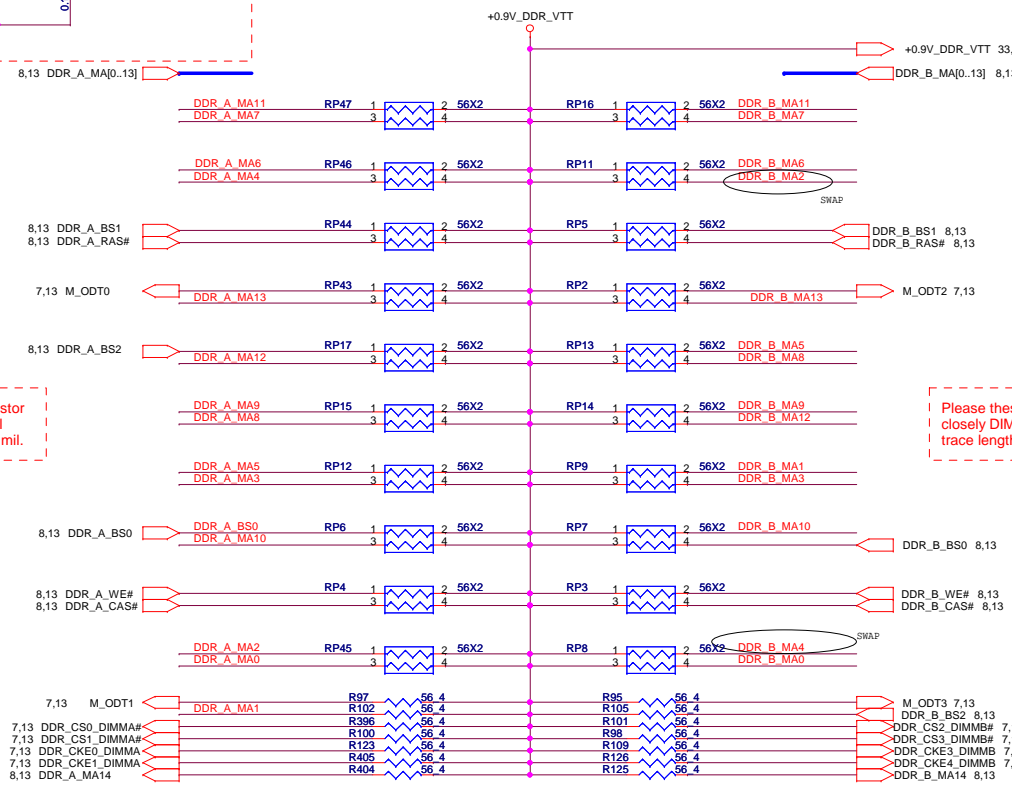 0.
+0.9V_DDR_VTT
+0.9V_DDR_VTT 33,
8,13 DDR_A_MA[0..13] DDR_B_MA[0..13] 8,13
DDR_A_MA11 RP47 1 2 56X2 RP16 1 2 56X2 DDR_B_MA11
DDR_A_MA7 3 4 3 4 DDR_B_MA7
DDR_A_MA6 RP46 1 2 56X2 RP11 1 2 56X2 DDR_B_MA6
DDR_A_MA4 3 4 3 4 DDR_B_MA2
SWAP
8,13 DDR_A_BS1 RP44 1 2 56X2 RP5 1 2 56X2 DDR_B_BS1 8,13
8,13 DDR_A_RAS# 3 4 3 4 DDR_B_RAS# 8,13
7,13 M_ODT0 RP43 1 2 56X2 RP2 1 2 56X2 M_ODT2 7,13
DDR_A_MA13 3 4 3 4 DDR_B_MA13
8,13 DDR_A_BS2 RP17 1 2 56X2 RP13 1 2 56X2 DDR_B_MA5
DDR_A_MA12 3 4 3 4 DDR_B_MA8
stor
mil.
Please thes
closely DIM
trace length
DDR_A_MA9 RP15 1 2 56X2 RP14 1 2 56X2 DDR_B_MA9
DDR_A_MA8 3 4 3 4 DDR_B_MA12
DDR_A_MA5 RP12 1 2 56X2 RP9 1 2 56X2 DDR_B_MA1
DDR_A_MA3 3 4 3 4 DDR_B_MA3
8,13 DDR_A_BS0 DDR_A_BS0 RP6 1 2 56X2 RP7 1 2 56X2 DDR_B_MA10
DDR_A_MA10 3 4 3 4 DDR_B_BS0 8,13
8,13 DDR_A_WE# RP4 1 2 56X2 RP3 1 2 56X2 DDR_B_WE# 8,13
8,13 DDR_A_CAS# 3 4 3 4 DDR_B_CAS# 8,13
SWAP
DDR_A_MA2 RP45 1 2 56X2 RP8 1 2 56X2 DDR_B_MA4
DDR_A_MA0 3 4 3 4 DDR_B_MA0
7,13 M_ODT1 R97 56_4 R95 56_4 M_ODT3 7,13
DDR_A_MA1 R102 56_4 R105 56_4 DDR_B_BS2 8,13
7,13 DDR_CS0_DIMMA# R396 56_4 R101 56_4 DDR_CS2_DIMMB# 7,
7,13 DDR_CS1_DIMMA# R100 56_4 R98 56_4 DDR_CS3_DIMMB# 7,
7,13 DDR_CKE0_DIMMA R123 56_4 R109 56_4 DDR_CKE3_DIMMB 7,
7,13 DDR_CKE1_DIMMA R405 56_4 R126 56_4 DDR_CKE4_DIMMB 7,
8,13 DDR_A_MA14 R404 56_4 R125 56_4 DDR_B_MA14 8,13